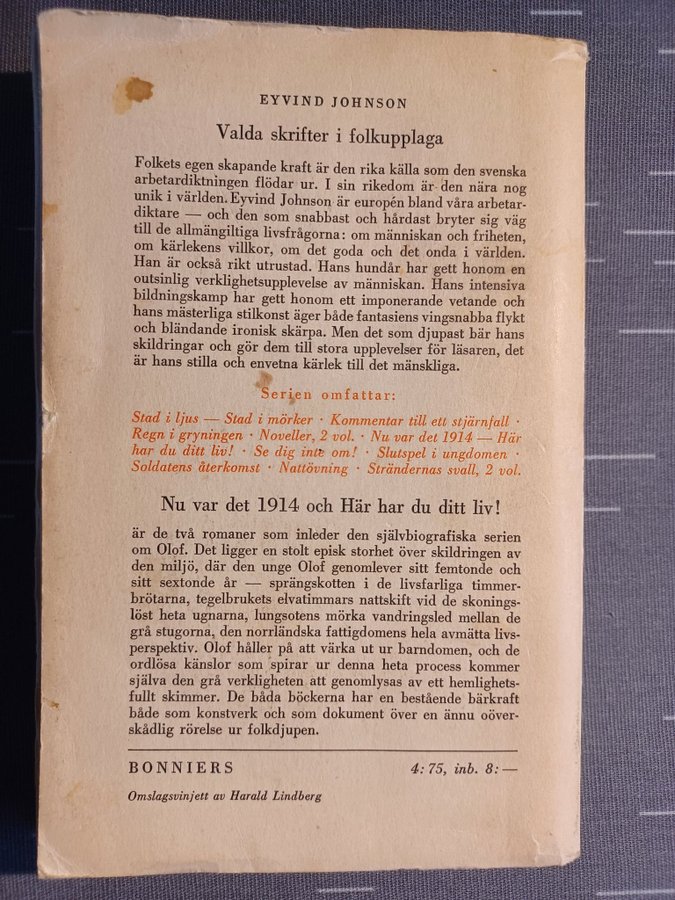 EYVIND JOHNSON
Valda skrifter i folkupplaga
Folkets egen skapande kraft är den rika källa som den svenska
arbetardiktningen flödar ur. I sin rikedom är den nära nog
unik i världen. Eyvind Johnson är europén bland våra arbetar-
diktare — och den som snabbast och hårdast bryter sig väg
till de allmängiltiga livsfrågorna: om människan och friheten,
om kärlekens villkor, om det goda och det onda i världen.
Han är också rikt utrustad. Hans hundår har gett honom en
outsinlig verklighetsupplevelse av människan. Hans intensiva
bildningskamp har gett honom ett imponerande vetande och
hans mästerliga stilkonst äger både fantasiens vingsnabba flykt
och bländande ironisk skärpa. Men det som djupast bär hans
skildringar och gör dem till stora upplevelser för läsaren, det
är hans stilla och envetna kärlek till det mänskliga.
Serien omfattar:
Stad i ljus — Stad i mörker · Kommentar till ett stjärnfall ·
Regn i gryningen · Noveller, 2 vol. · Nu var det 1914 — Här
har du ditt liv! · Se dig inte om! · Slutspel i ungdomen ·
Soldatens återkomst · Nattövning · Strändernas svall, 2 vol.
Nu var det 1914 och Här har du ditt liv!
är de två romaner som inleder den självbiografiska serien
om Olof. Det ligger en stolt episk storhet över skildringen av
den miljö, där den unge Olof genomlever sitt femtonde och
sitt sextonde år — sprängskotten i de livsfarliga timmer-
brötarna, tegelbrukets elvatimmars nattskift vid de skonings-
löst heta ugnarna, lungsotens mörka vandringsled mellan de
grå stugorna, den norrländska fattigdomens hela avmätta livs-
perspektiv. Olof håller på att värka ut ur barndomen, och de
ordlösa känslor som spirar ur denna heta process kommer
själva den grå verkligheten att genomlysas av ett hemlighets-
fullt skimmer. De båda böckerna har en bestående bärkraft
både som konstverk och som dokument över en ännu oöver-
skådlig rörelse ur folkdjupen.
BONNIERS 4: 75, inb. 8: —
Omslagsvinjett av Harald Lindberg